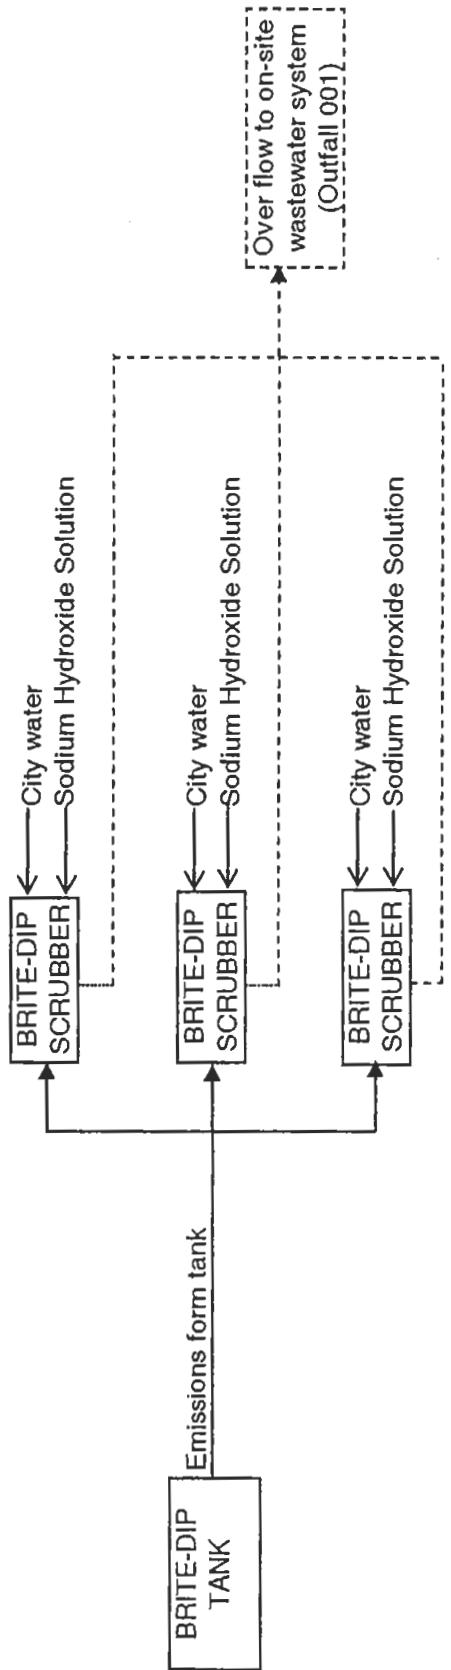 BRITE-DIP
TANK
Emissions form tank
BRITE-DIP
SCRUBBER
City water
Sodium Hydroxide Solution
BRITE-DIP
SCRUBBER
City water
Sodium Hydroxide Solution
BRITE-DIP
SCRUBBER
City water
Sodium Hydroxide Solution
Over flow to on-site
wastewater system
(Outfall 001)